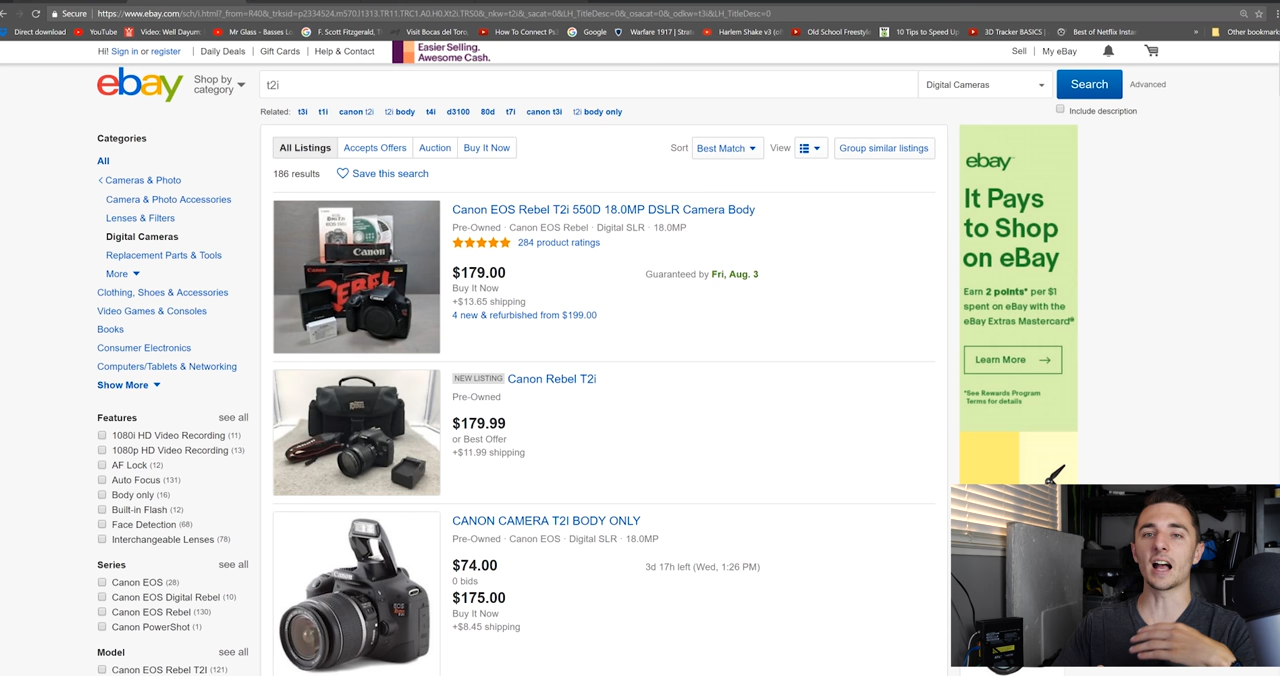 Secure | https://www.ebay.com/sch/i.html?_from=R40&_trksid=p2334524.m570.l1313.TR11.TRC1.A0.H0.Xt2i.TRS0&_nkw=t2i&_sacat=0&LH_TitleDesc=0&_osacat=0&_odkw=t3i&LH_TitleDesc=0
Direct download YouTube Video: Well Dayum Mr Glass - Basses Lo F. Scott Fitzgerald, T Visit Bocas del Toro, How To Connect Ps Google Warfare 1917 | Strat Harlem Shake v3 (of Old School Freestyle 10 Tips to Speed Up 3D Tracker BASICS | Best of Netflix Instan » Other bookmark
Hi! Sign in or register | Daily Deals | Gift Cards | Help & Contact
Easier Selling.
Awesome Cash.
Sell | My eBay
ebay
Shop by
category
t2i
Digital Cameras
Search
Advanced
Related: t3i t1i canon t2i t2i body t4i d3100 80d t7i canon t3i t2i body only
Include description
Categories
All
Cameras & Photo
Camera & Photo Accessories
Lenses & Filters
Digital Cameras
Replacement Parts & Tools
More
Clothing, Shoes & Accessories
Video Games & Consoles
Books
Consumer Electronics
Computers/Tablets & Networking
Show More
Features see all
1080i HD Video Recording (11)
1080p HD Video Recording (13)
AF Lock (12)
Auto Focus (131)
Body only (16)
Built-in Flash (12)
Face Detection (68)
Interchangeable Lenses (78)
Series see all
Canon EOS (28)
Canon EOS Digital Rebel (10)
Canon EOS Rebel (130)
Canon PowerShot (1)
Model see all
Canon EOS Rebel T2I (121)
All Listings Accepts Offers Auction Buy It Now
Sort Best Match View Group similar listings
186 results Save this search
Canon
REBEL
Canon EOS Rebel T2i 550D 18.0MP DSLR Camera Body
Pre-Owned · Canon EOS Rebel · Digital SLR · 18.0MP
284 product ratings
$179.00
Buy It Now
+$13.65 shipping
4 new & refurbished from $199.00
Guaranteed by Fri, Aug. 3
NEW LISTING Canon Rebel T2i
Pre-Owned
$179.99
or Best Offer
+$11.99 shipping
CANON CAMERA T2I BODY ONLY
Pre-Owned · Canon EOS · Digital SLR · 18.0MP
$74.00
0 bids
$175.00
Buy It Now
+$8.45 shipping
3d 17h left (Wed, 1:26 PM)
ebay
It Pays
to Shop
on eBay
Earn 2 points* per $1
spent on eBay with the
eBay Extras Mastercard®
Learn More
*See Rewards Program
Terms for details